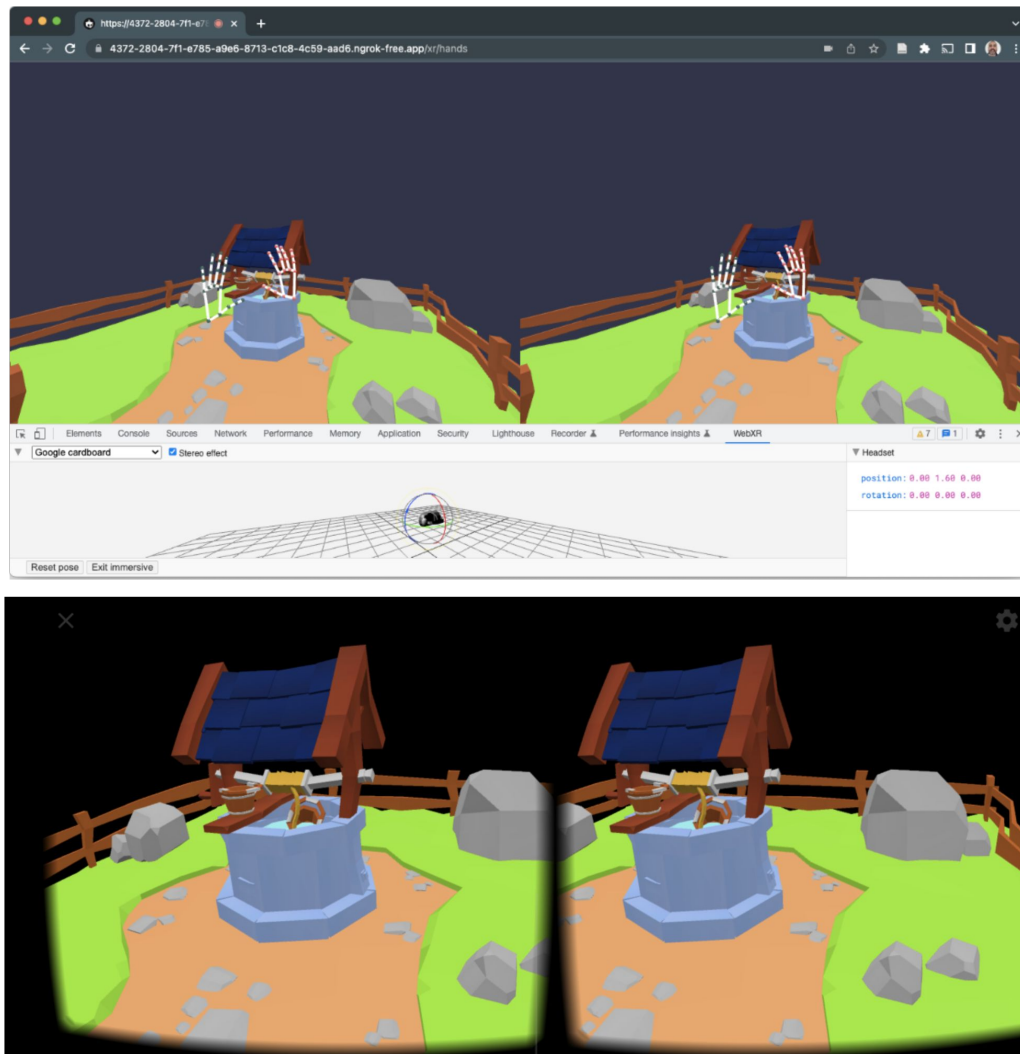 https://4372-2804-7f1-e78
4372-2804-7f1-e785-a9e6-8713-c1c8-4c59-aad6.ngrok-free.app/xr/hands
Elements Console Sources Network Performance Memory Application Security Lighthouse Recorder Performance insights WebXR 7 1
Google cardboard Stereo effect Headset
position: 0.00 1.60 0.00
rotation: 0.00 0.00 0.00
Reset pose Exit immersive